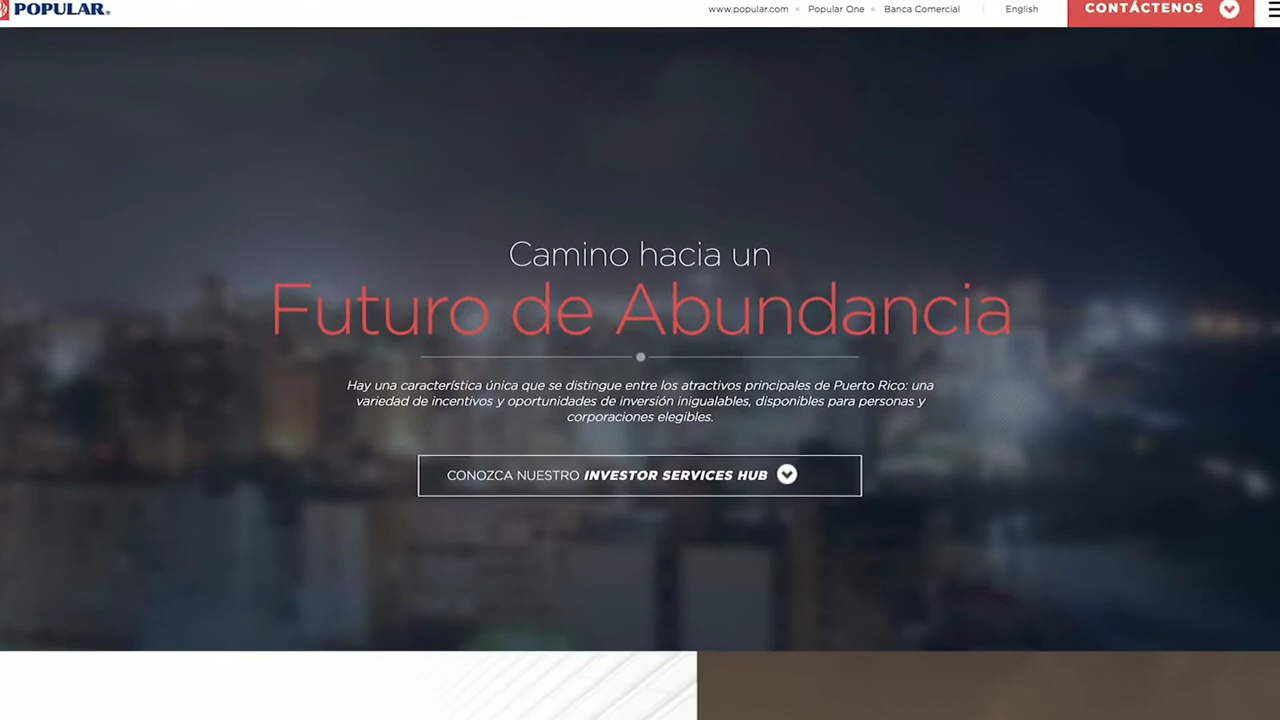 POPULAR®
www.popular.com Popular One Banca Comercial English CONTÁCTENOS
Camino hacia un
Futuro de Abundancia
Hay una característica única que se distingue entre los atractivos principales de Puerto Rico: una
variedad de incentivos y oportunidades de inversión inigualables, disponibles para personas y
corporaciones elegibles.
CONOZCA NUESTRO INVESTOR SERVICES HUB